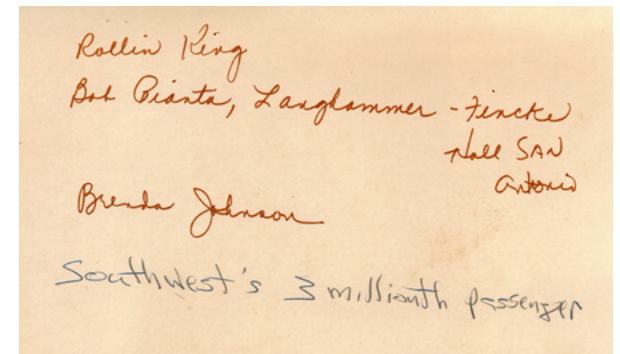 Rollin King
Bob Pianta, Langhammer - Fincke
Hall SAN
Antonio
Brenda Johnson
Southwest's 3 millionth passenger